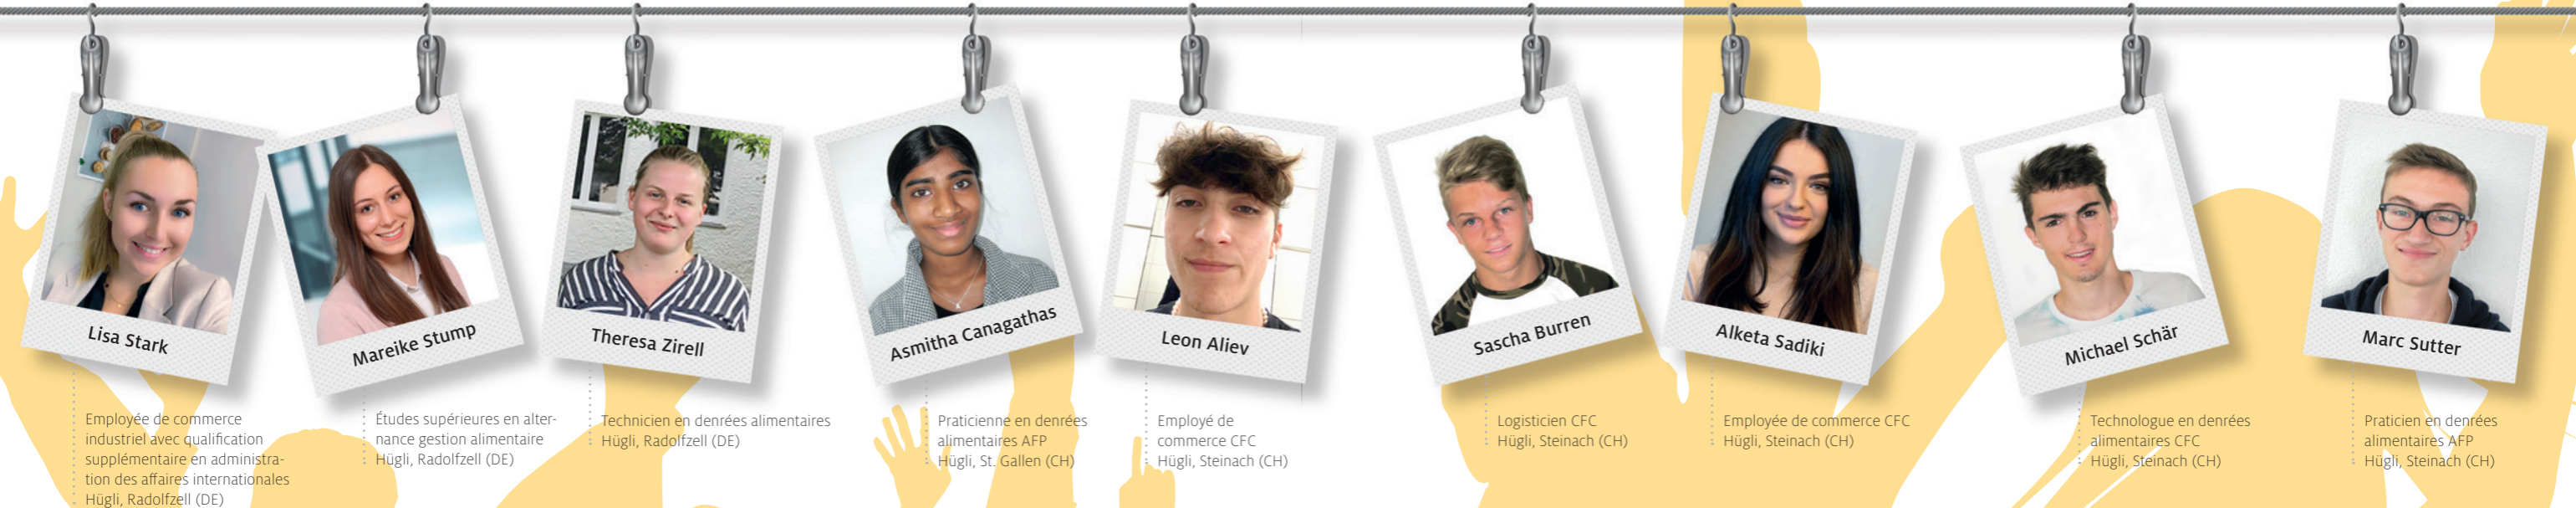 Lisa Stark
Employée de commerce
industriel avec qualification
supplémentaire en administra-
tion des affaires internationales
Hügli, Radolfzell (DE)
Mareike Stump
Études supérieures en alter-
nance gestion alimentaire
Hügli, Radolfzell (DE)
Theresa Zirell
Technicien en denrées alimentaires
Hügli, Radolfzell (DE)
Asmitha Canagathas
Praticienne en denrées
alimentaires AFP
Hügli, St. Gallen (CH)
Leon Aliev
Employé de
commerce CFC
Hügli, Steinach (CH)
Sascha Burren
Logisticien CFC
Hügli, Steinach (CH)
Alketa Sadiki
Employée de commerce CFC
Hügli, Steinach (CH)
Michael Schär
Technologue en denrées
alimentaires CFC
Hügli, Steinach (CH)
Marc Sutter
Praticien en denrées
alimentaires AFP
Hügli, Steinach (CH)